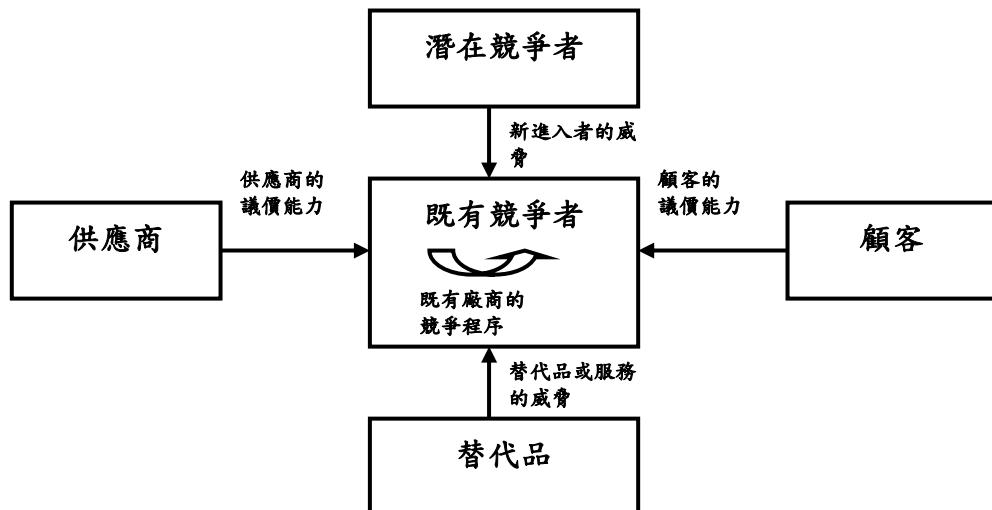 潛在競爭者
新進入者的威
脅
供應商的
議價能力
顧客的
議價能力
供應商
既有競爭者
顧客
既有廠商的
競爭程序
替代品或服務
的威脅
替代品